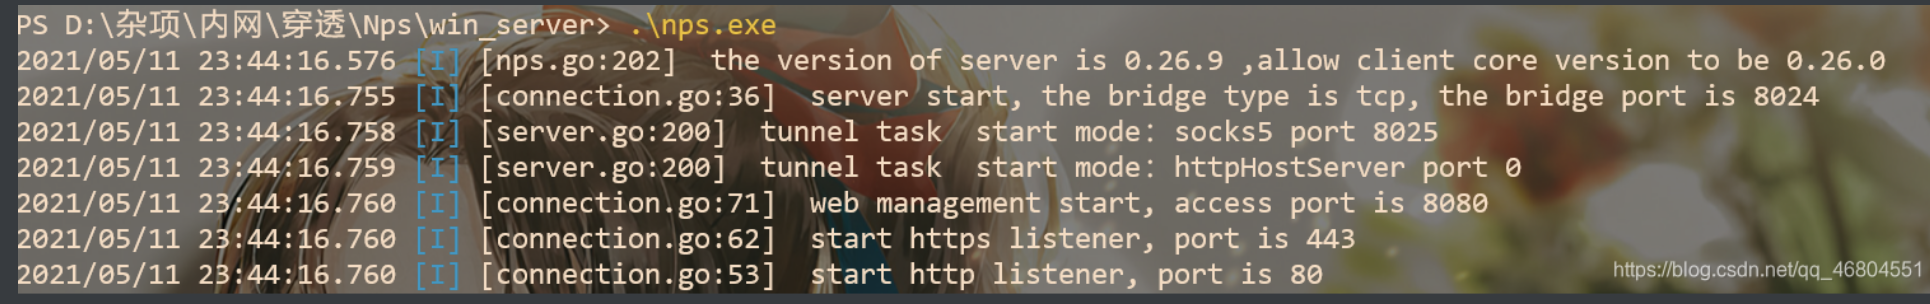 PS D:\杂项\内网\穿透\Nps\win_server> .\nps.exe
2021/05/11 23:44:16.576 [I] [nps.go:202]  the version of server is 0.26.9 ,allow client core version to be 0.26.0
2021/05/11 23:44:16.755 [I] [connection.go:36]  server start, the bridge type is tcp, the bridge port is 8024
2021/05/11 23:44:16.758 [I] [server.go:200]  tunnel task  start mode：socks5 port 8025
2021/05/11 23:44:16.759 [I] [server.go:200]  tunnel task  start mode：httpHostServer port 0
2021/05/11 23:44:16.760 [I] [connection.go:71]  web management start, access port is 8080
2021/05/11 23:44:16.760 [I] [connection.go:62]  start https listener, port is 443
2021/05/11 23:44:16.760 [I] [connection.go:53]  start http listener, port is 80
https://blog.csdn.net/qq_46804551